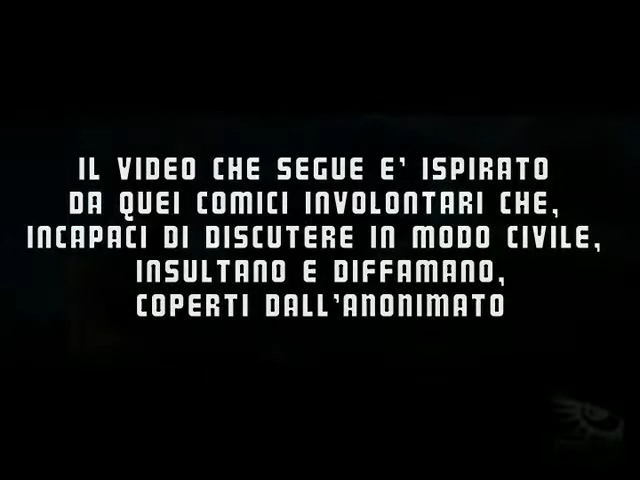 IL VIDEO CHE SEGUE E' ISPIRATO
DA QUEI COMICI INVOLONTARI CHE,
INCAPACI DI DISCUTERE IN MODO CIVILE,
INSULTANO E DIFFAMANO,
COPERTI DALL'ANONIMATO